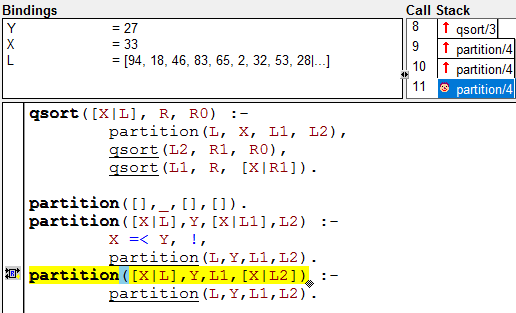 Bindings
Y = 27
X = 33
L = [94, 18, 46, 83, 65, 2, 32, 53, 28|...]
Call Stack
8 qsort/3
9 partition/4
10 partition/4
11 partition/4
qsort([X|L], R, R0) :-
partition(L, X, L1, L2),
qsort(L2, R1, R0),
qsort(L1, R, [X|R1]).
partition([],_,[],[]).
partition([X|L],Y,[X|L1],L2) :-
X =< Y, !,
partition(L,Y,L1,L2).
partition([X|L],Y,L1,[X|L2]) :-
partition(L,Y,L1,L2).